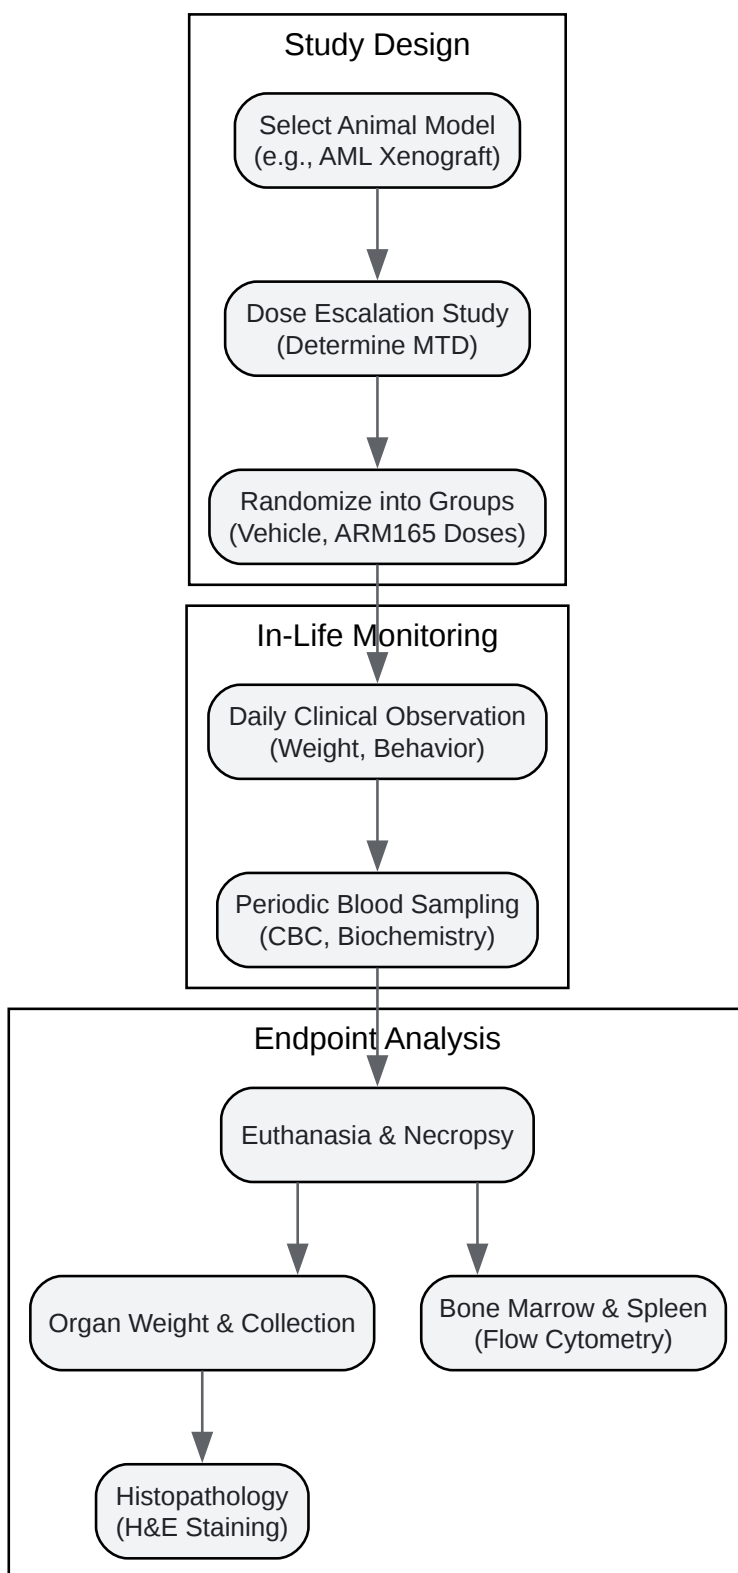 Study Design
Select Animal Model
(e.g., AML Xenograft)
Dose Escalation Study
(Determine MTD)
Randomize into Groups
(Vehicle, ARM165 Doses)
In-Life Monitoring
Daily Clinical Observation
(Weight, Behavior)
Periodic Blood Sampling
(CBC, Biochemistry)
Endpoint Analysis
Euthanasia & Necropsy
Organ Weight & Collection
Bone Marrow & Spleen
(Flow Cytometry)
Histopathology
(H&E Staining)